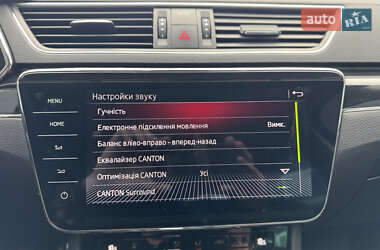 auto RIA
MENU
HOME
Настройки звуку
Гучність
Електронне підсилення мовлення Вимк.
Баланс вліво-вправо - вперед-назад
Еквалайзер CANTON
Оптимізація CANTON Усі
CANTON Surround